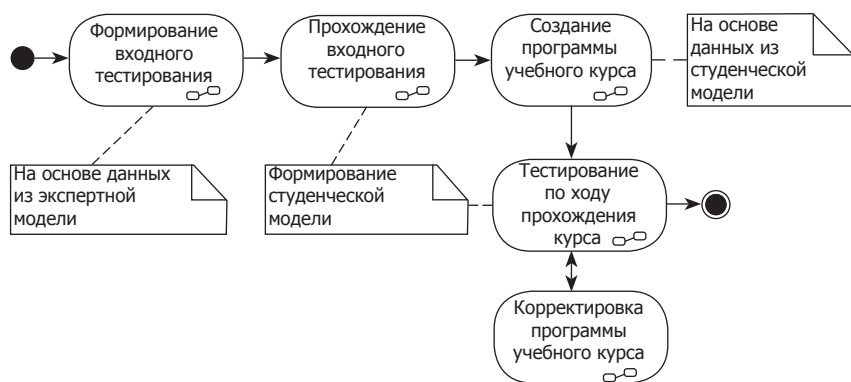 Формирование
входного
тестирования
Прохождение
входного
тестирования
Создание
программы
учебного курса
На основе
данных из
студенческой
модели
На основе данных
из экспертной
модели
Формирование
студенческой
модели
Тестирование
по ходу
прохождения
курса
Корректировка
программы
учебного курса